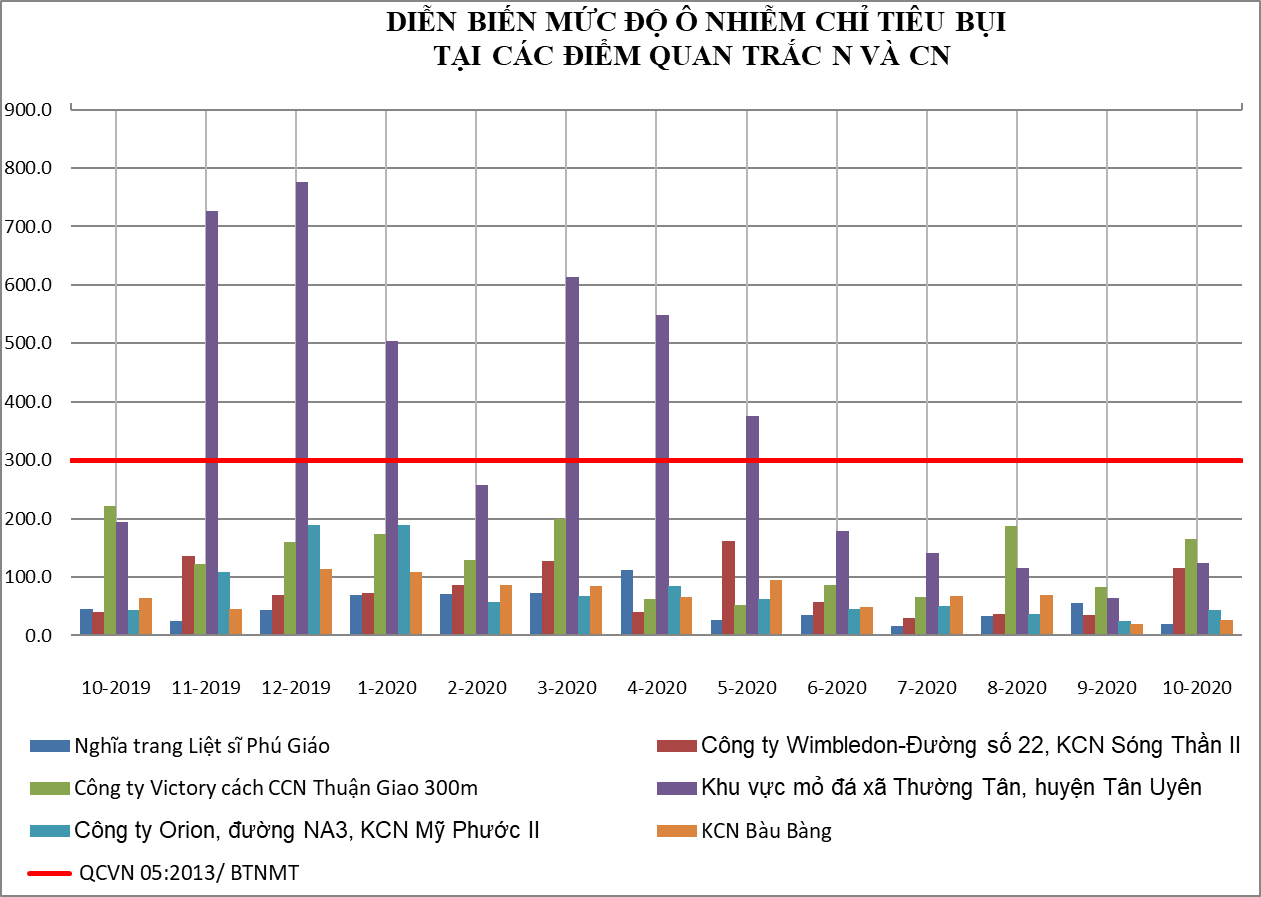 DIỄN BIẾN MỨC ĐỘ Ô NHIỄM CHỈ TIÊU BỤI
TẠI CÁC ĐIỂM QUAN TRẮC N VÀ CN
900.0
800.0
700.0
600.0
500.0
400.0
300.0
200.0
100.0
0.0
10-2019 11-2019 12-2019 1-2020 2-2020 3-2020 4-2020 5-2020 6-2020 7-2020 8-2020 9-2020 10-2020
Nghĩa trang Liệt sĩ Phú Giáo Công ty Wimbledon-Đường số 22, KCN Sóng Thần II
Công ty Victory cách CCN Thuận Giao 300m Khu vực mỏ đá xã Thường Tân, huyện Tân Uyên
Công ty Orion, đường NA3, KCN Mỹ Phước II KCN Bàu Bàng
QCVN 05:2013/ BTNMT